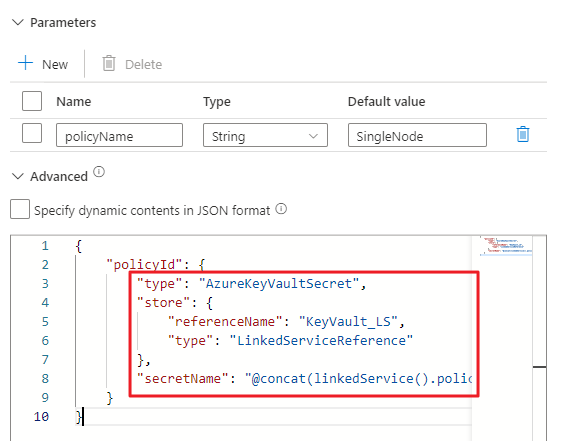 Parameters
New
Delete
Name Type Default value
policyName String SingleNode
Advanced
Specify dynamic contents in JSON format
1 {
2 "policyId": {
3 "type": "AzureKeyVaultSecret",
4 "store": {
5 "referenceName": "KeyVault_LS",
6 "type": "LinkedServiceReference"
7 },
8 "secretName": "@concat(linkedService().polic
9 }
10 }